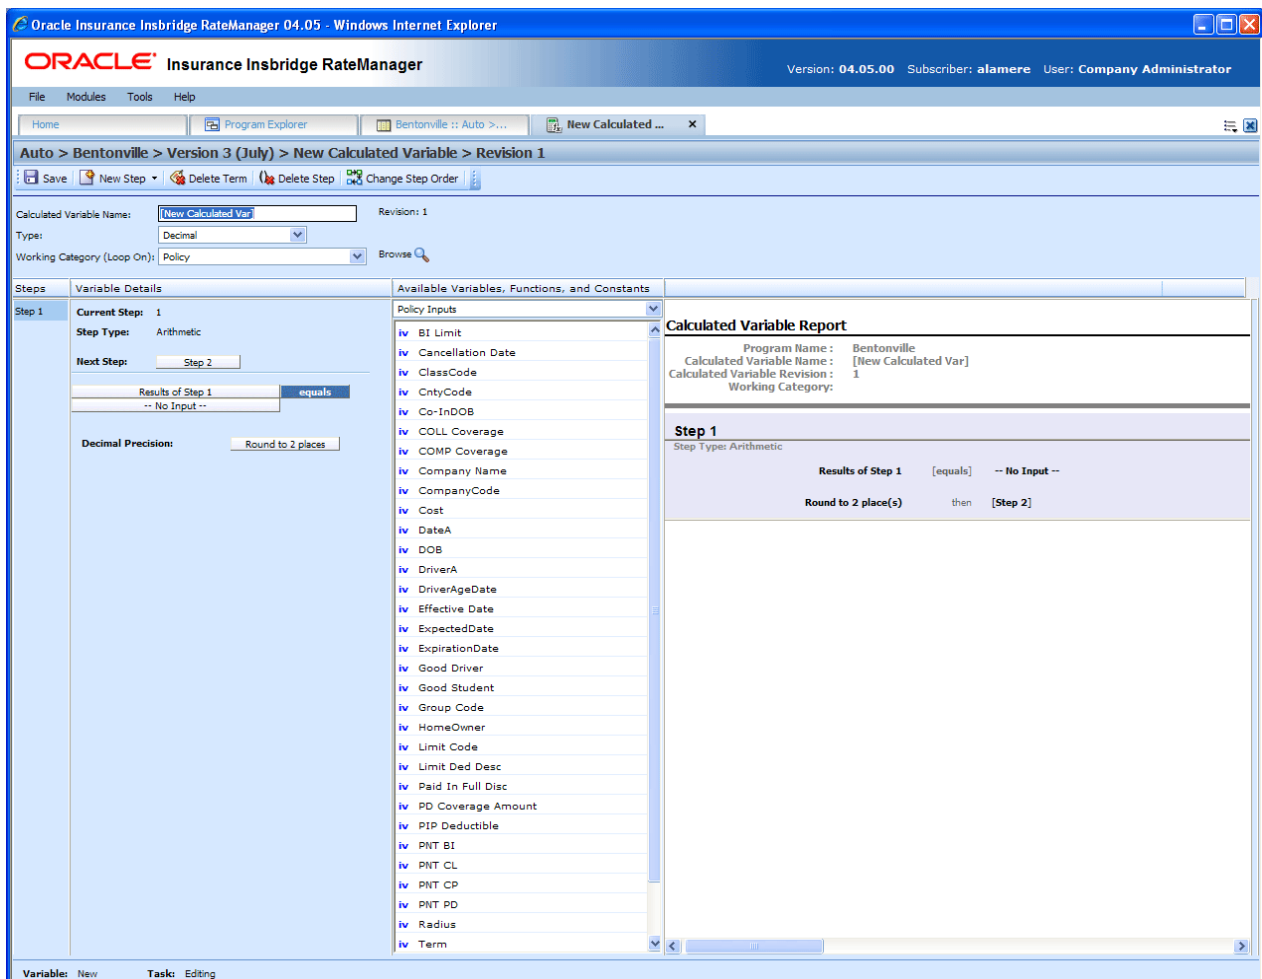 Oracle Insurance Insbridge RateManager 04.05 - Windows Internet Explorer
ORACLE Insurance Insbridge RateManager
Version: 04.05.00 Subscriber: alamere User: Company Administrator
File Modules Tools Help
Home Program Explorer Bentonville :: Auto >... New Calculated ... x
Auto > Bentonville > Version 3 (July) > New Calculated Variable > Revision 1
Save New Step Delete Term Delete Step Change Step Order
Calculated Variable Name: [New Calculated Var] Revision: 1
Type: Decimal
Working Category (Loop On): Policy Browse
Steps Variable Details Available Variables, Functions, and Constants
Step 1 Current Step: 1
Step Type: Arithmetic
Next Step: Step 2
Results of Step 1 equals
-- No Input --
Decimal Precision: Round to 2 places
Policy Inputs
iv BI Limit
iv Cancellation Date
iv ClassCode
iv CntyCode
iv Co-InDOB
iv COLL Coverage
iv COMP Coverage
iv Company Name
iv CompanyCode
iv Cost
iv DateA
iv DOB
iv DriverA
iv DriverAgeDate
iv Effective Date
iv ExpectedDate
iv ExpirationDate
iv Good Driver
iv Good Student
iv Group Code
iv HomeOwner
iv Limit Code
iv Limit Ded Desc
iv Paid In Full Disc
iv PD Coverage Amount
iv PIP Deductible
iv PNT BI
iv PNT CL
iv PNT CP
iv PNT PD
iv Radius
iv Term
Calculated Variable Report
Program Name : Bentonville
Calculated Variable Name : [New Calculated Var]
Calculated Variable Revision : 1
Working Category:
Step 1
Step Type: Arithmetic
Results of Step 1 [equals] -- No Input --
Round to 2 place(s) then [Step 2]
Variable: New Task: Editing